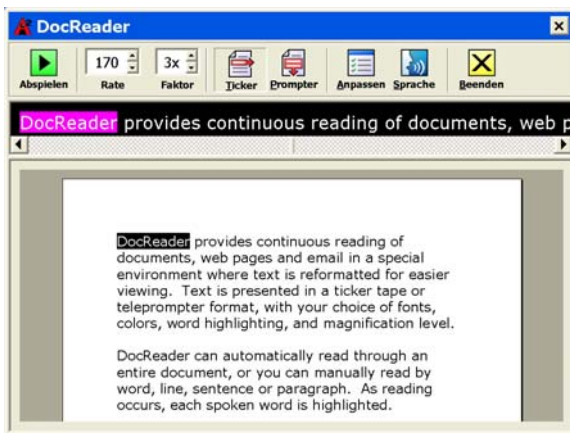 DocReader
170 3x
Abspielen Rate Faktor Ticker Prompter Anpassen Sprache Beenden
DocReader provides continuous reading of documents, web p
DocReader provides continuous reading of
documents, web pages and email in a special
environment where text is reformatted for easier
viewing. Text is presented in a ticker tape or
teleprompter format, with your choice of fonts,
colors, word highlighting, and magnification level.
DocReader can automatically read through an
entire document, or you can manually read by
word, line, sentence or paragraph. As reading
occurs, each spoken word is highlighted.